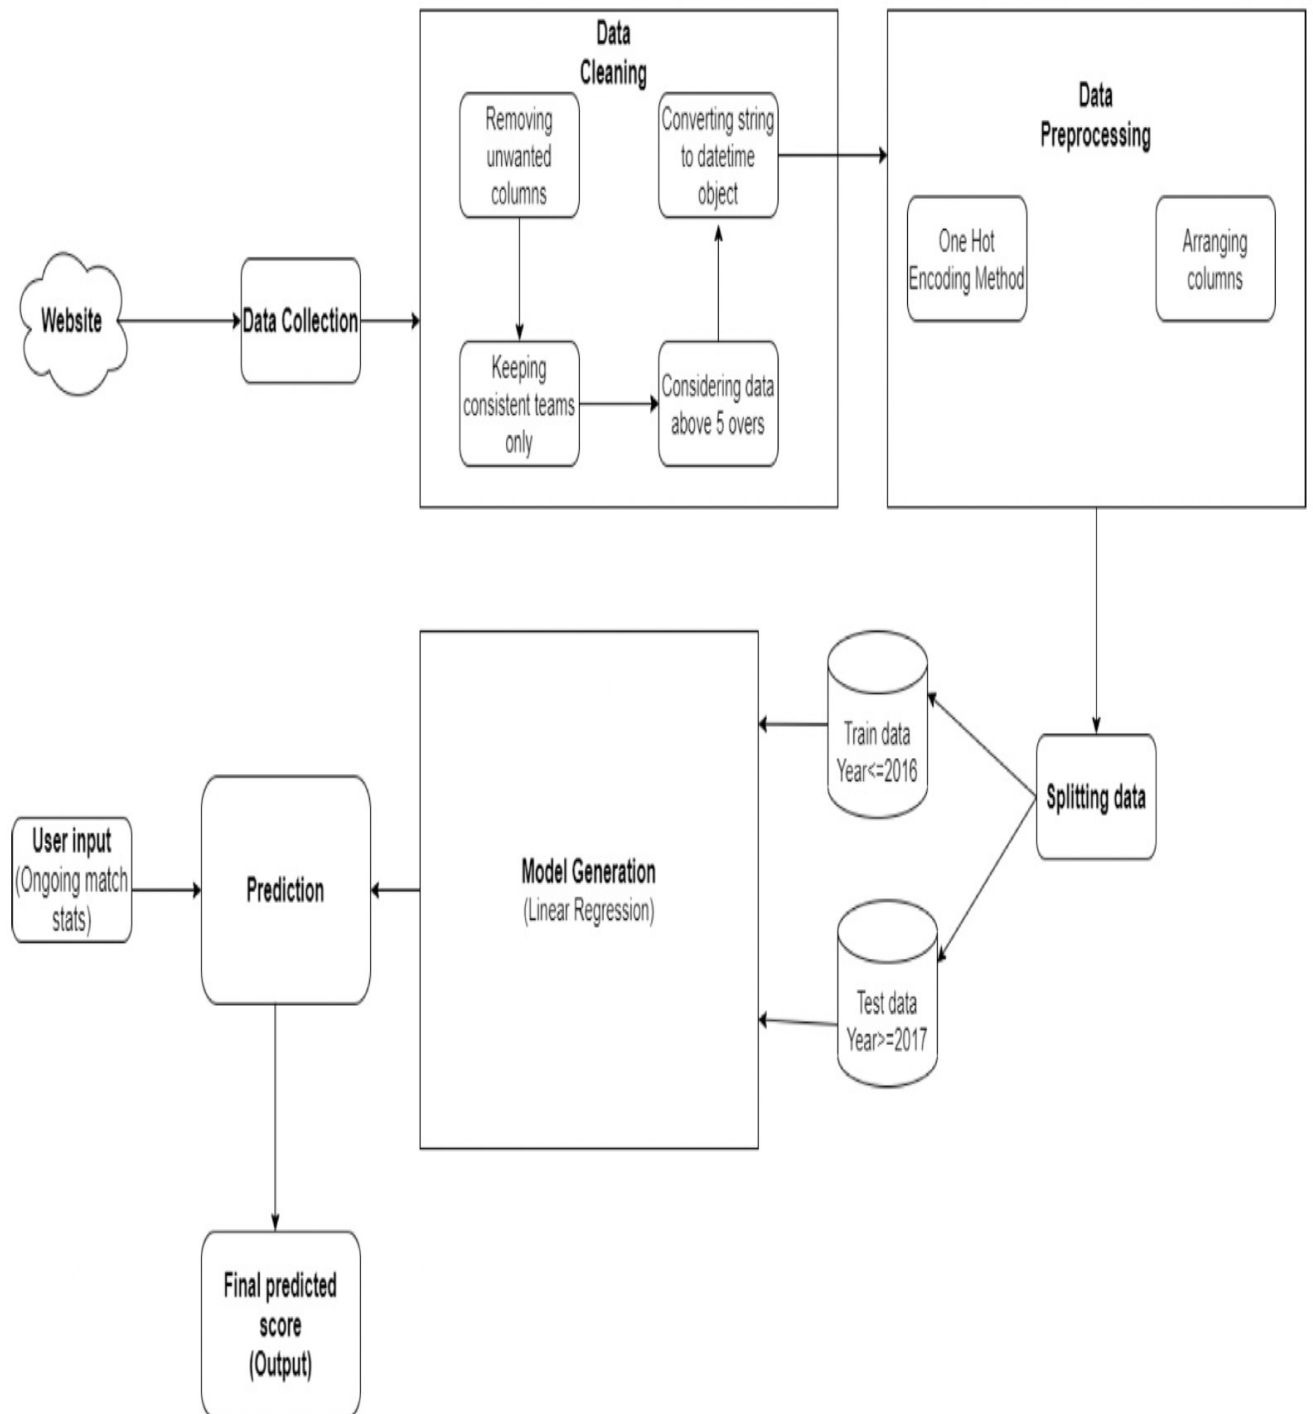 Data
Cleaning
Removing
unwanted
columns
Converting string
to datetime
object
Data
Preprocessing
One Hot
Encoding Method
Arranging
columns
Website
Data Collection
Keeping
consistent teams
only
Considering data
above 5 overs
Train data
Year<=2016
Splitting data
User input
(Ongoing match
stats)
Prediction
Model Generation
(Linear Regression)
Test data
Year>=2017
Final predicted
score
(Output)